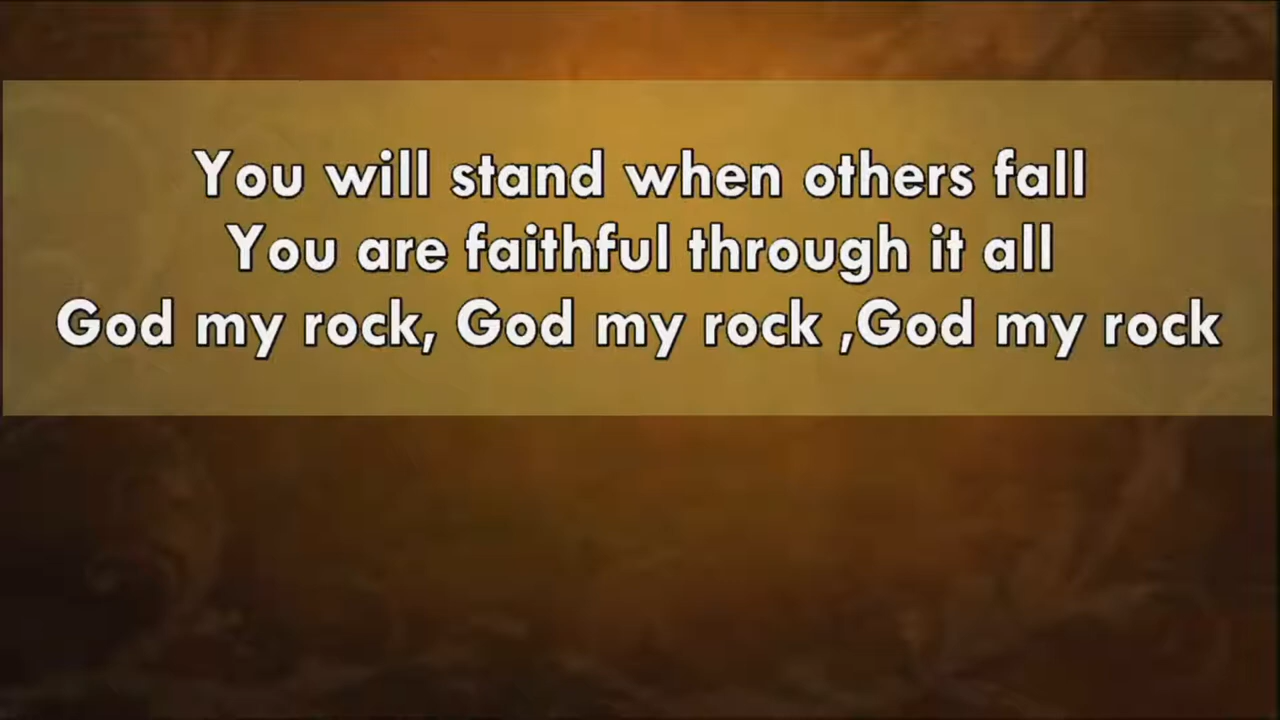 You will stand when others fall
You are faithful through it all
God my rock, God my rock ,God my rock